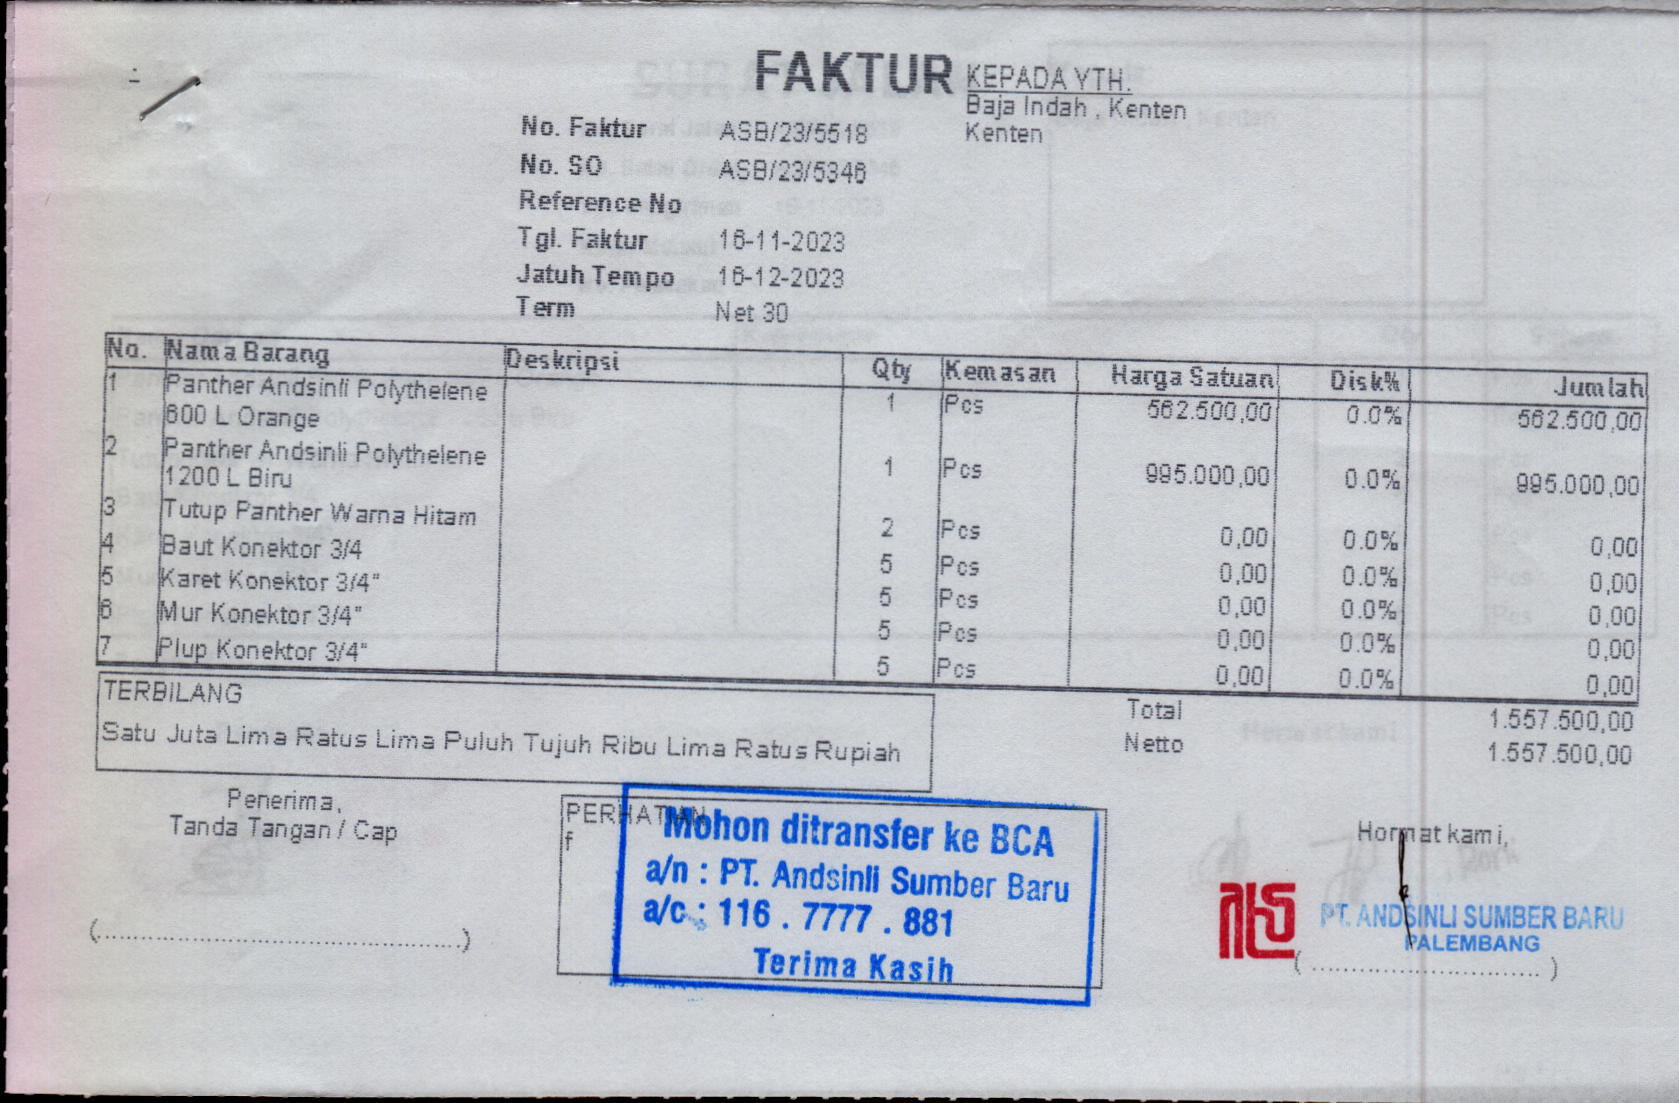 FAKTUR
KEPADA YTH.
Baja Indah , Kenten
Kenten
No. Faktur ASB/23/5518
No. SO ASB/23/5346
Reference No
Tgl. Faktur 16-11-2023
Jatuh Tempo 16-12-2023
Term Net 30
No. Nama Barang Deskripsi Qty Kemasan Harga Satuan Disk% Jumlah
1 Panther Andsinli Polythelene 1 Pcs 562.500,00 0.0% 562.500,00
600 L Orange
2 Panther Andsinli Polythelene 1 Pcs 995.000,00 0.0% 995.000,00
1200 L Biru
3 Tutup Panther Warna Hitam 2 Pcs 0,00 0.0% 0,00
4 Baut Konektor 3/4 5 Pcs 0,00 0.0% 0,00
5 Karet Konektor 3/4" 5 Pcs 0,00 0.0% 0,00
6 Mur Konektor 3/4" 5 Pcs 0,00 0.0% 0,00
7 Plup Konektor 3/4" 5 Pcs 0,00 0.0% 0,00
TERBILANG
Satu Juta Lima Ratus Lima Puluh Tujuh Ribu Lima Ratus Rupiah
Total 1.557.500,00
Netto 1.557.500,00
Penerima,
Tanda Tangan / Cap
(..............................................)
PERHATIAN
f
Mohon ditransfer ke BCA
a/n : PT. Andsinli Sumber Baru
a/c : 116 . 7777 . 881
Terima Kasih
Hormat kami,
PT. ANDSINLI SUMBER BARU
PALEMBANG
( ............................. )